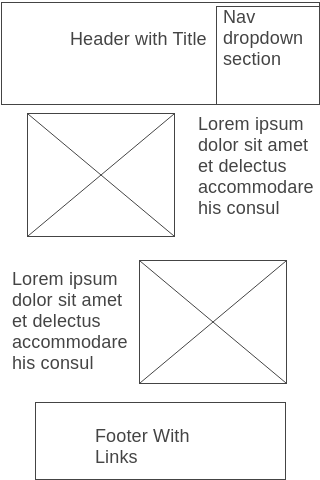 Header with Title
Nav
dropdown
section
Lorem ipsum
dolor sit amet
et delectus
accommodare
his consul
Lorem ipsum
dolor sit amet
et delectus
accommodare
his consul
Footer With
Links